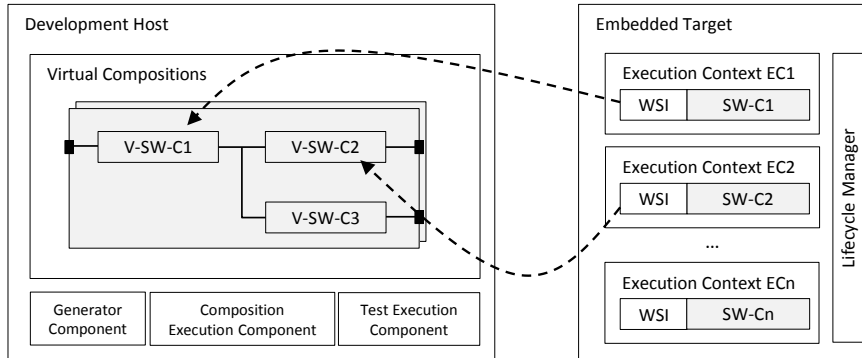 Development Host
Virtual Compositions
V-SW-C1
V-SW-C2
V-SW-C3
Generator
Component
Composition
Execution Component
Test Execution
Component
Embedded Target
Execution Context EC1
WSI SW-C1
Execution Context EC2
WSI SW-C2
...
Execution Context ECn
WSI SW-Cn
Lifecycle Manager